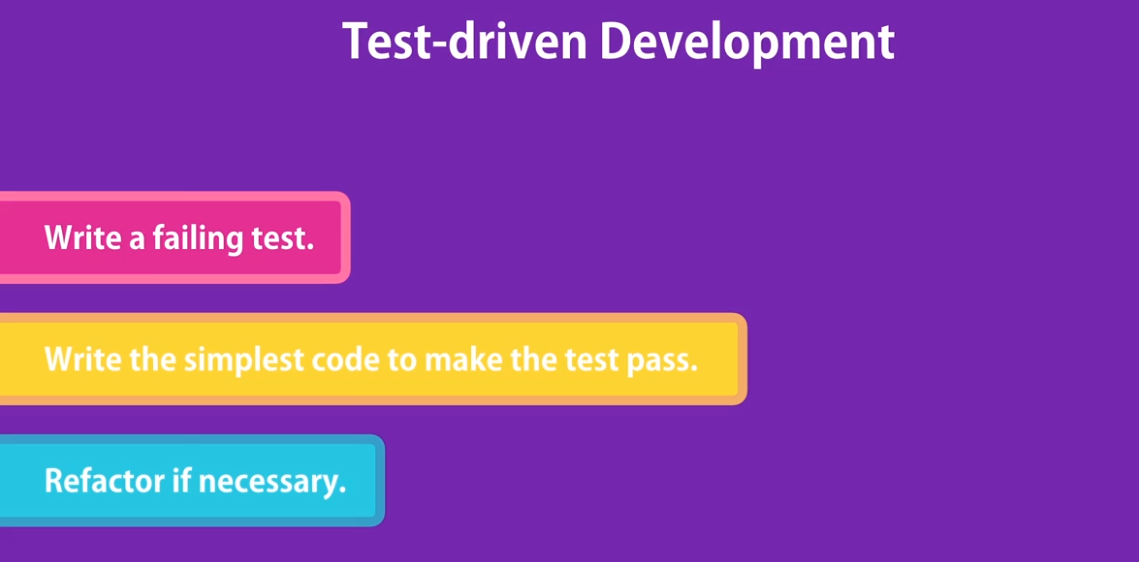 Test-driven Development
Write a failing test.
Write the simplest code to make the test pass.
Refactor if necessary.